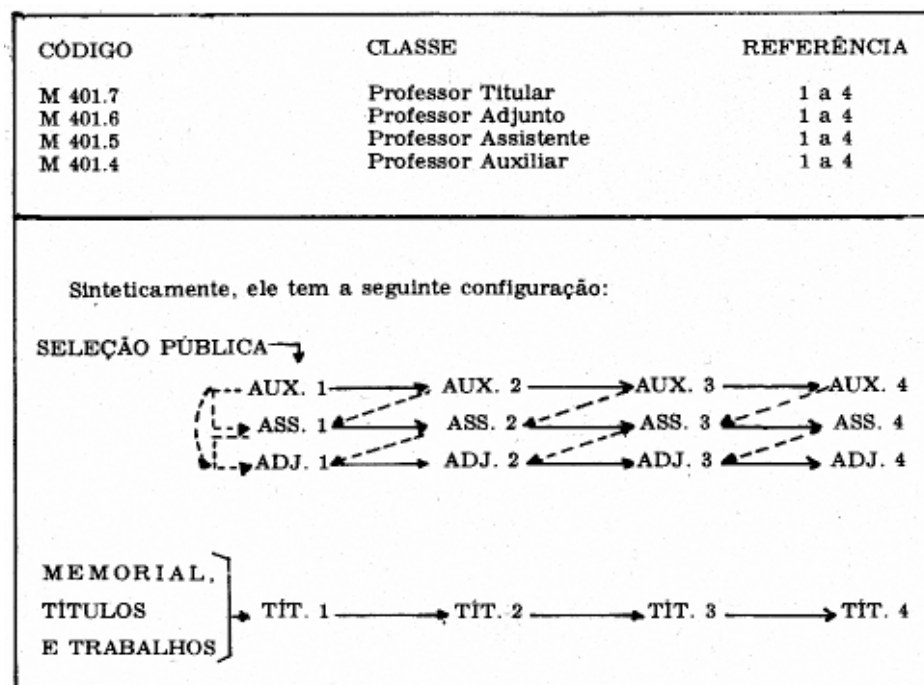 CÓDIGO CLASSE REFERÊNCIA
M 401.7 Professor Titular 1 a 4
M 401.6 Professor Adjunto 1 a 4
M 401.5 Professor Assistente 1 a 4
M 401.4 Professor Auxiliar 1 a 4
Sinteticamente, ele tem a seguinte configuração:
SELEÇÃO PÚBLICA
AUX. 1 AUX. 2 AUX. 3 AUX. 4
ASS. 1 ASS. 2 ASS. 3 ASS. 4
ADJ. 1 ADJ. 2 ADJ. 3 ADJ. 4
MEMORIAL,
TÍTULOS TÍT. 1 TÍT. 2 TÍT. 3 TÍT. 4
E TRABALHOS